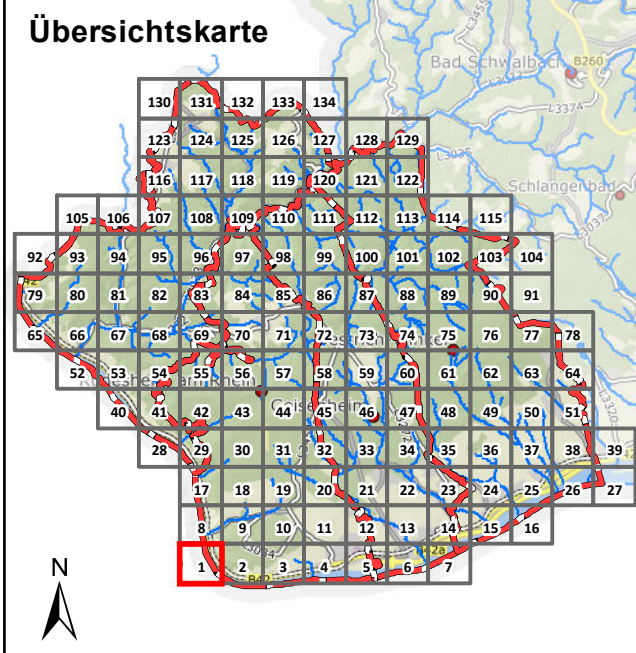 Übersichtskarte
Bad Schwalbach
B260
L3374
L3035
Schlangenbad
L3037
130 131 132 133 134
123 124 125 126 127 128 129
116 117 118 119 120 121 122
105 106 107 108 109 110 111 112 113 114 115
92 93 94 95 96 97 98 99 100 101 102 103 104
79 80 81 82 83 84 85 86 87 88 89 90 91
65 66 67 68 69 70 71 72 73 74 75 76 77 78
52 53 54 55 56 57 58 59 60 61 62 63 64
40 41 42 43 44 45 46 47 48 49 50 51
28 29 30 31 32 33 34 35 36 37 38 39
17 18 19 20 21 22 23 24 25 26 27
8 9 10 11 12 13 14 15 16
L3034
B42a
1 2 3 4 5 6 7
B42
N